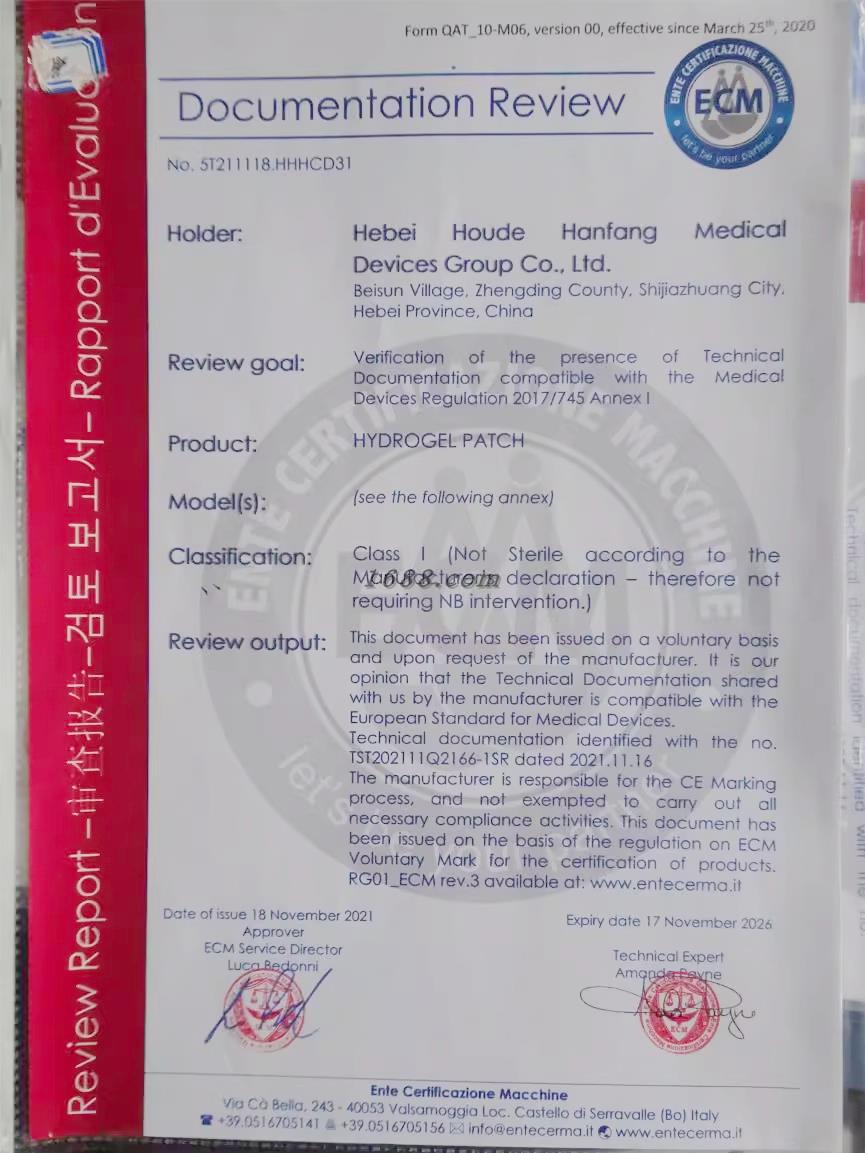 Form QAT_10-M06, version 00, effective since March 25th, 2020
Documentation Review
ENTE CERTIFICAZIONE MACCHINE
ECM
let's be your partner
No. 5T211118.HHHCD31
Holder: Hebei Houde Hanfang Medical
Devices Group Co., Ltd.
Beisun Village, Zhengding County, Shijiazhuang City,
Hebei Province, China
Review goal: Verification of the presence of Technical
Documentation compatible with the Medical
Devices Regulation 2017/745 Annex I
Product: HYDROGEL PATCH
Model(s): (see the following annex)
Classification: Class I (Not Sterile according to the
Manufacturer's declaration – therefore not
1688.com
requiring NB intervention.)
Review output: This document has been issued on a voluntary basis
and upon request of the manufacturer. It is our
opinion that the Technical Documentation shared
with us by the manufacturer is compatible with the
European Standard for Medical Devices.
Technical documentation identified with the no.
TST202111Q2166-1SR dated 2021.11.16
The manufacturer is responsible for the CE Marking
process, and not exempted to carry out all
necessary compliance activities. This document has
been issued on the basis of the regulation on ECM
Voluntary Mark for the certification of products.
RG01_ECM rev.3 available at: www.entecerma.it
Date of issue 18 November 2021
Approver
ECM Service Director
Luca Bedonni
Expiry date 17 November 2026
Technical Expert
Amanda Payne
Ente Certificazione Macchine
Via Cà Bella, 243 - 40053 Valsamoggia Loc. Castello di Serravalle (Bo) Italy
+39.0516705141 +39.0516705156 info@entecerma.it www.entecerma.it
Review Report –审查报告–검토 보고서– Rapport d'Evaluation
ENTE CERTIFICAZIONE MACCHINE
let's be your partner